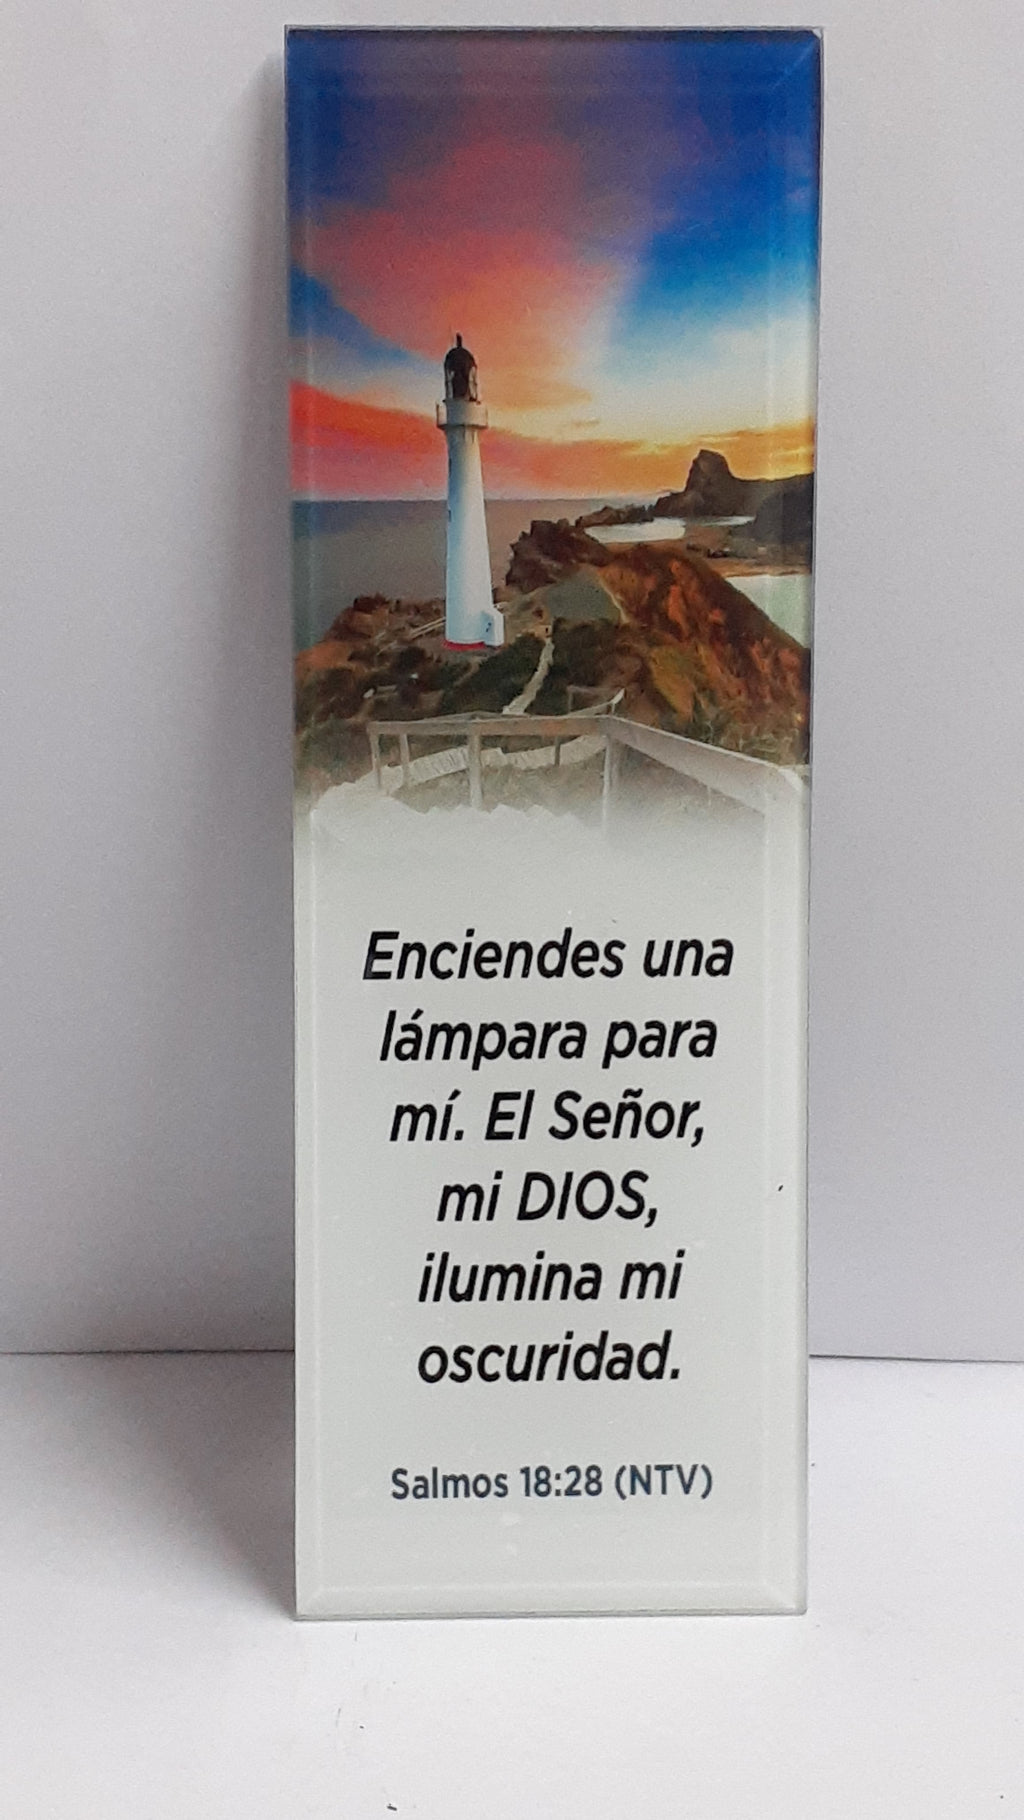 Enciendes una
lámpara para
mí. El Señor,
mi DIOS,
ilumina mi
oscuridad.
Salmos 18:28 (NTV)